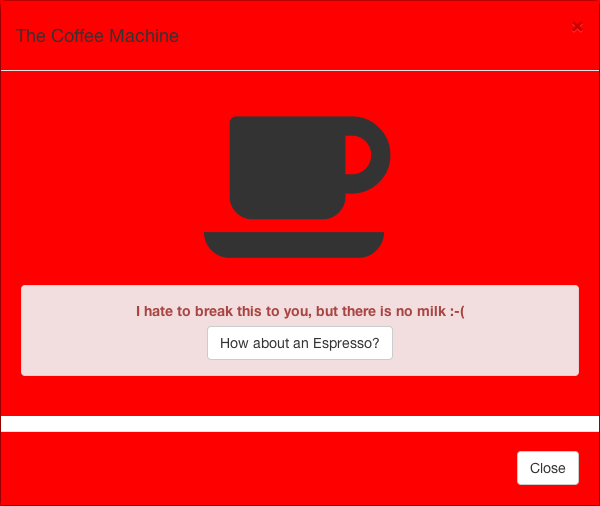 The Coffee Machine
×
I hate to break this to you, but there is no milk :-(
How about an Espresso?
Close